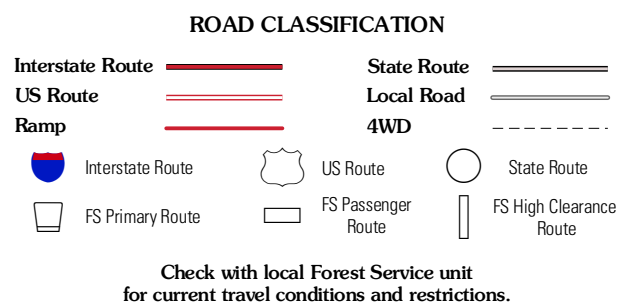 ROAD CLASSIFICATION
Interstate Route
State Route
US Route
Local Road
Ramp
4WD
Interstate Route
US Route
State Route
FS Primary Route
FS Passenger
Route
FS High Clearance
Route
Check with local Forest Service unit
for current travel conditions and restrictions.